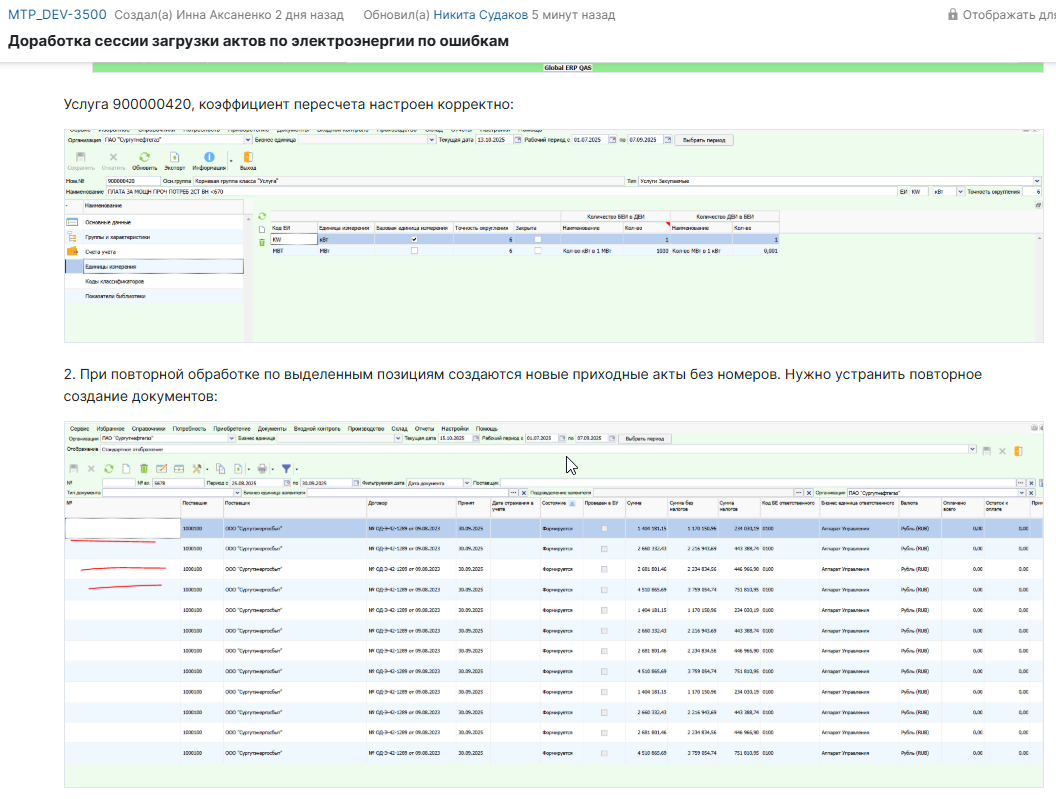 MTP_DEV-3500 Создал(а) Инна Аксаненко 2 дня назад Обновил(а) Никита Судаков 5 минут назад Отображать для
Доработка сессии загрузки актов по электроэнергии по ошибкам
Global ERP QAS
Услуга 900000420, коэффициент пересчета настроен корректно:
Организация ПАО "Сургутнефтегаз" Бизнес единица Текущая дата 13.10.2025 Рабочий период с 01.07.2025 по 07.09.2025 Выбрать период
Сохранить Откатить Обновить Экспорт Информация Выход
Ном.№ 900000420 Осн.группа Корневая группа класса "Услуга" Тип Услуги Закупаемые
Наименование ПЛАТА ЗА МОЩН ПРОЧ ПОТРЕБ 2СТ ВН <670 ЕИ KW кВт Точность округления 6
Наименование
Основные данные
Группы и характеристики
Счета учета
Единицы измерения
Коды классификаторов
Показатели библиотеки
Количество БЕИ в ДЕИ Количество ДЕИ в БЕИ
Код ЕИ Единица измерения Базовая единица измерения Точность округления Закрыта Наименование Кол-во Наименование Кол-во
KW кВт 6 1 1
МВТ МВт 6 Кол-во кВт в 1 МВт 1000 Кол-во МВт в 1 кВт 0,001
2. При повторной обработке по выделенным позициям создаются новые приходные акты без номеров. Нужно устранить повторное
создание документов:
Сервис Избранное Справочники Потребность Приобретение Документы Входной контроль Производство Склад Отчеты Настройки Помощь
Организация ПАО "Сургутнефтегаз" Бизнес единица Текущая дата 15.10.2025 Рабочий период с 01.07.2025 по 07.09.2025 Выбрать период
Отображение Стандартное отображение
№ № вх. 5678 Период с 25.08.2025 по 30.09.2025 Фильтруемая дата Дата документа Поставщик
Тип документа Бизнес единица заявителя Подразделение заявителя Организация ПАО "Сургутнефтегаз"
№ Поставщик Поставщик Договор Принят Дата отражения в учете Состояние Проведен в БУ Сумма Сумма без налогов Сумма налогов Код БЕ ответственного Бизнес единица ответственного Валюта Оплачено всего Остаток к оплате
1000100 ООО "Сургутэнергосбыт" № ОД-Э-42-1289 от 09.08.2023 30.09.2025 Формируется 1 404 181,15 1 170 150,96 234 030,19 0100 Аппарат Управления Рубль (RUB) 0,00 0,00
1000100 ООО "Сургутэнергосбыт" № ОД-Э-42-1289 от 09.08.2023 30.09.2025 Формируется 2 660 332,43 2 216 943,69 443 388,74 0100 Аппарат Управления Рубль (RUB) 0,00 0,00
1000100 ООО "Сургутэнергосбыт" № ОД-Э-42-1289 от 09.08.2023 30.09.2025 Формируется 2 681 801,46 2 234 834,56 446 966,90 0100 Аппарат Управления Рубль (RUB) 0,00 0,00
1000100 ООО "Сургутэнергосбыт" № ОД-Э-42-1289 от 09.08.2023 30.09.2025 Формируется 4 510 865,69 3 759 054,74 751 810,95 0100 Аппарат Управления Рубль (RUB) 0,00 0,00
1000100 ООО "Сургутэнергосбыт" № ОД-Э-42-1289 от 09.08.2023 30.09.2025 Формируется 1 404 181,15 1 170 150,96 234 030,19 0100 Аппарат Управления Рубль (RUB) 0,00 0,00
1000100 ООО "Сургутэнергосбыт" № ОД-Э-42-1289 от 09.08.2023 30.09.2025 Формируется 2 660 332,43 2 216 943,69 443 388,74 0100 Аппарат Управления Рубль (RUB) 0,00 0,00
1000100 ООО "Сургутэнергосбыт" № ОД-Э-42-1289 от 09.08.2023 30.09.2025 Формируется 2 681 801,46 2 234 834,56 446 966,90 0100 Аппарат Управления Рубль (RUB) 0,00 0,00
1000100 ООО "Сургутэнергосбыт" № ОД-Э-42-1289 от 09.08.2023 30.09.2025 Формируется 4 510 865,69 3 759 054,74 751 810,95 0100 Аппарат Управления Рубль (RUB) 0,00 0,00
1000100 ООО "Сургутэнергосбыт" № ОД-Э-42-1289 от 09.08.2023 30.09.2025 Формируется 1 404 181,15 1 170 150,96 234 030,19 0100 Аппарат Управления Рубль (RUB) 0,00 0,00
1000100 ООО "Сургутэнергосбыт" № ОД-Э-42-1289 от 09.08.2023 30.09.2025 Формируется 2 660 332,43 2 216 943,69 443 388,74 0100 Аппарат Управления Рубль (RUB) 0,00 0,00
1000100 ООО "Сургутэнергосбыт" № ОД-Э-42-1289 от 09.08.2023 30.09.2025 Формируется 2 681 801,46 2 234 834,56 446 966,90 0100 Аппарат Управления Рубль (RUB) 0,00 0,00
1000100 ООО "Сургутэнергосбыт" № ОД-Э-42-1289 от 09.08.2023 30.09.2025 Формируется 4 510 865,69 3 759 054,74 751 810,95 0100 Аппарат Управления Рубль (RUB) 0,00 0,00